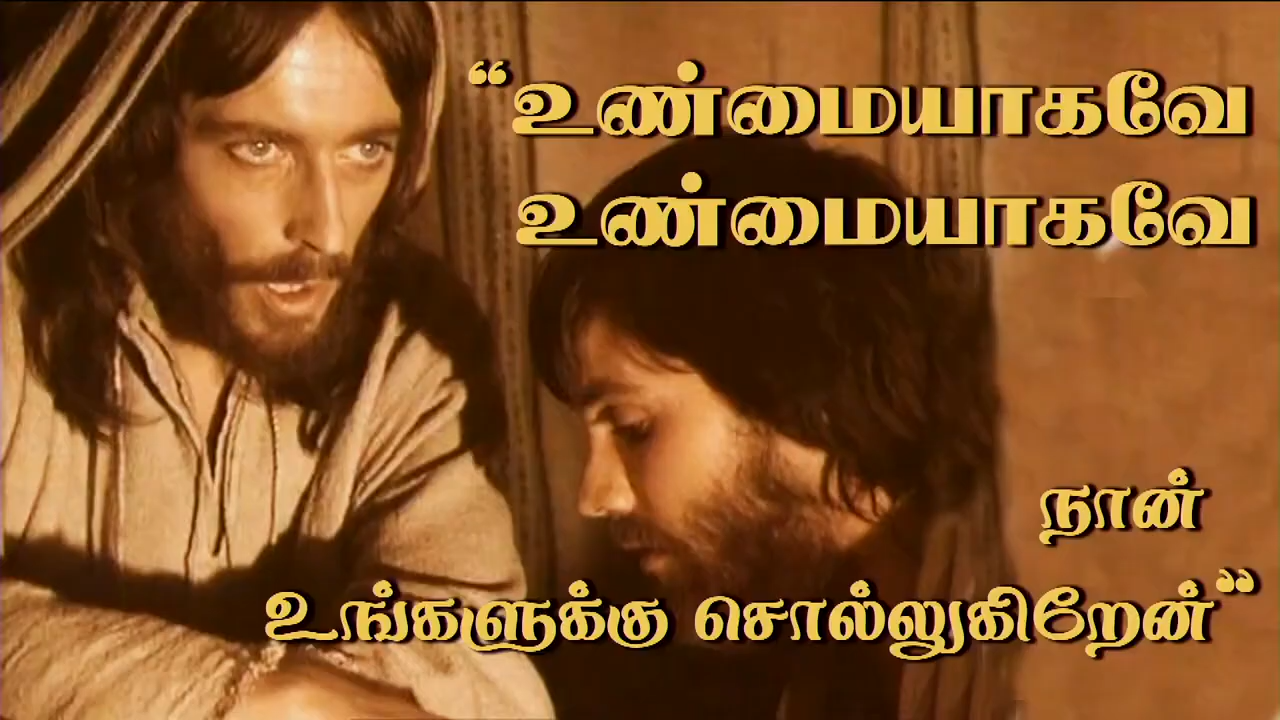 “உண்மையாகவே
உண்மையாகவே
நான்
உங்களுக்கு சொல்லுகிறேன்”